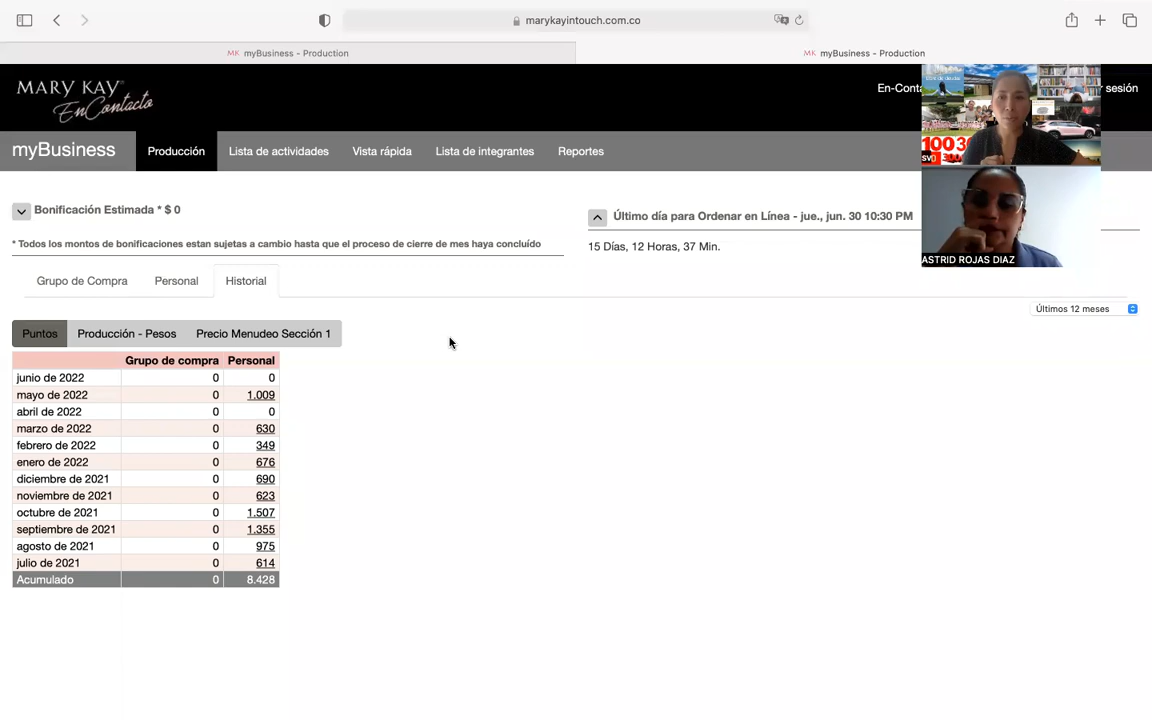 marykayintouch.com.co
MK myBusiness - Production
MK myBusiness - Production
MARY KAY
EnContacto
En-Conta
sesión
myBusiness
Producción
Lista de actividades
Vista rápida
Lista de integrantes
Reportes
Bonificación Estimada * $ 0
Último día para Ordenar en Línea - jue., jun. 30 10:30 PM
* Todos los montos de bonificaciones estan sujetas a cambio hasta que el proceso de cierre de mes haya concluído
15 Días, 12 Horas, 37 Min.
ASTRID ROJAS DIAZ
Grupo de Compra
Personal
Historial
Últimos 12 meses
Puntos
Producción - Pesos
Precio Menudeo Sección 1
Grupo de compra Personal
junio de 2022 0 0
mayo de 2022 0 1.009
abril de 2022 0 0
marzo de 2022 0 630
febrero de 2022 0 349
enero de 2022 0 676
diciembre de 2021 0 690
noviembre de 2021 0 623
octubre de 2021 0 1.507
septiembre de 2021 0 1.355
agosto de 2021 0 975
julio de 2021 0 614
Acumulado 0 8.428